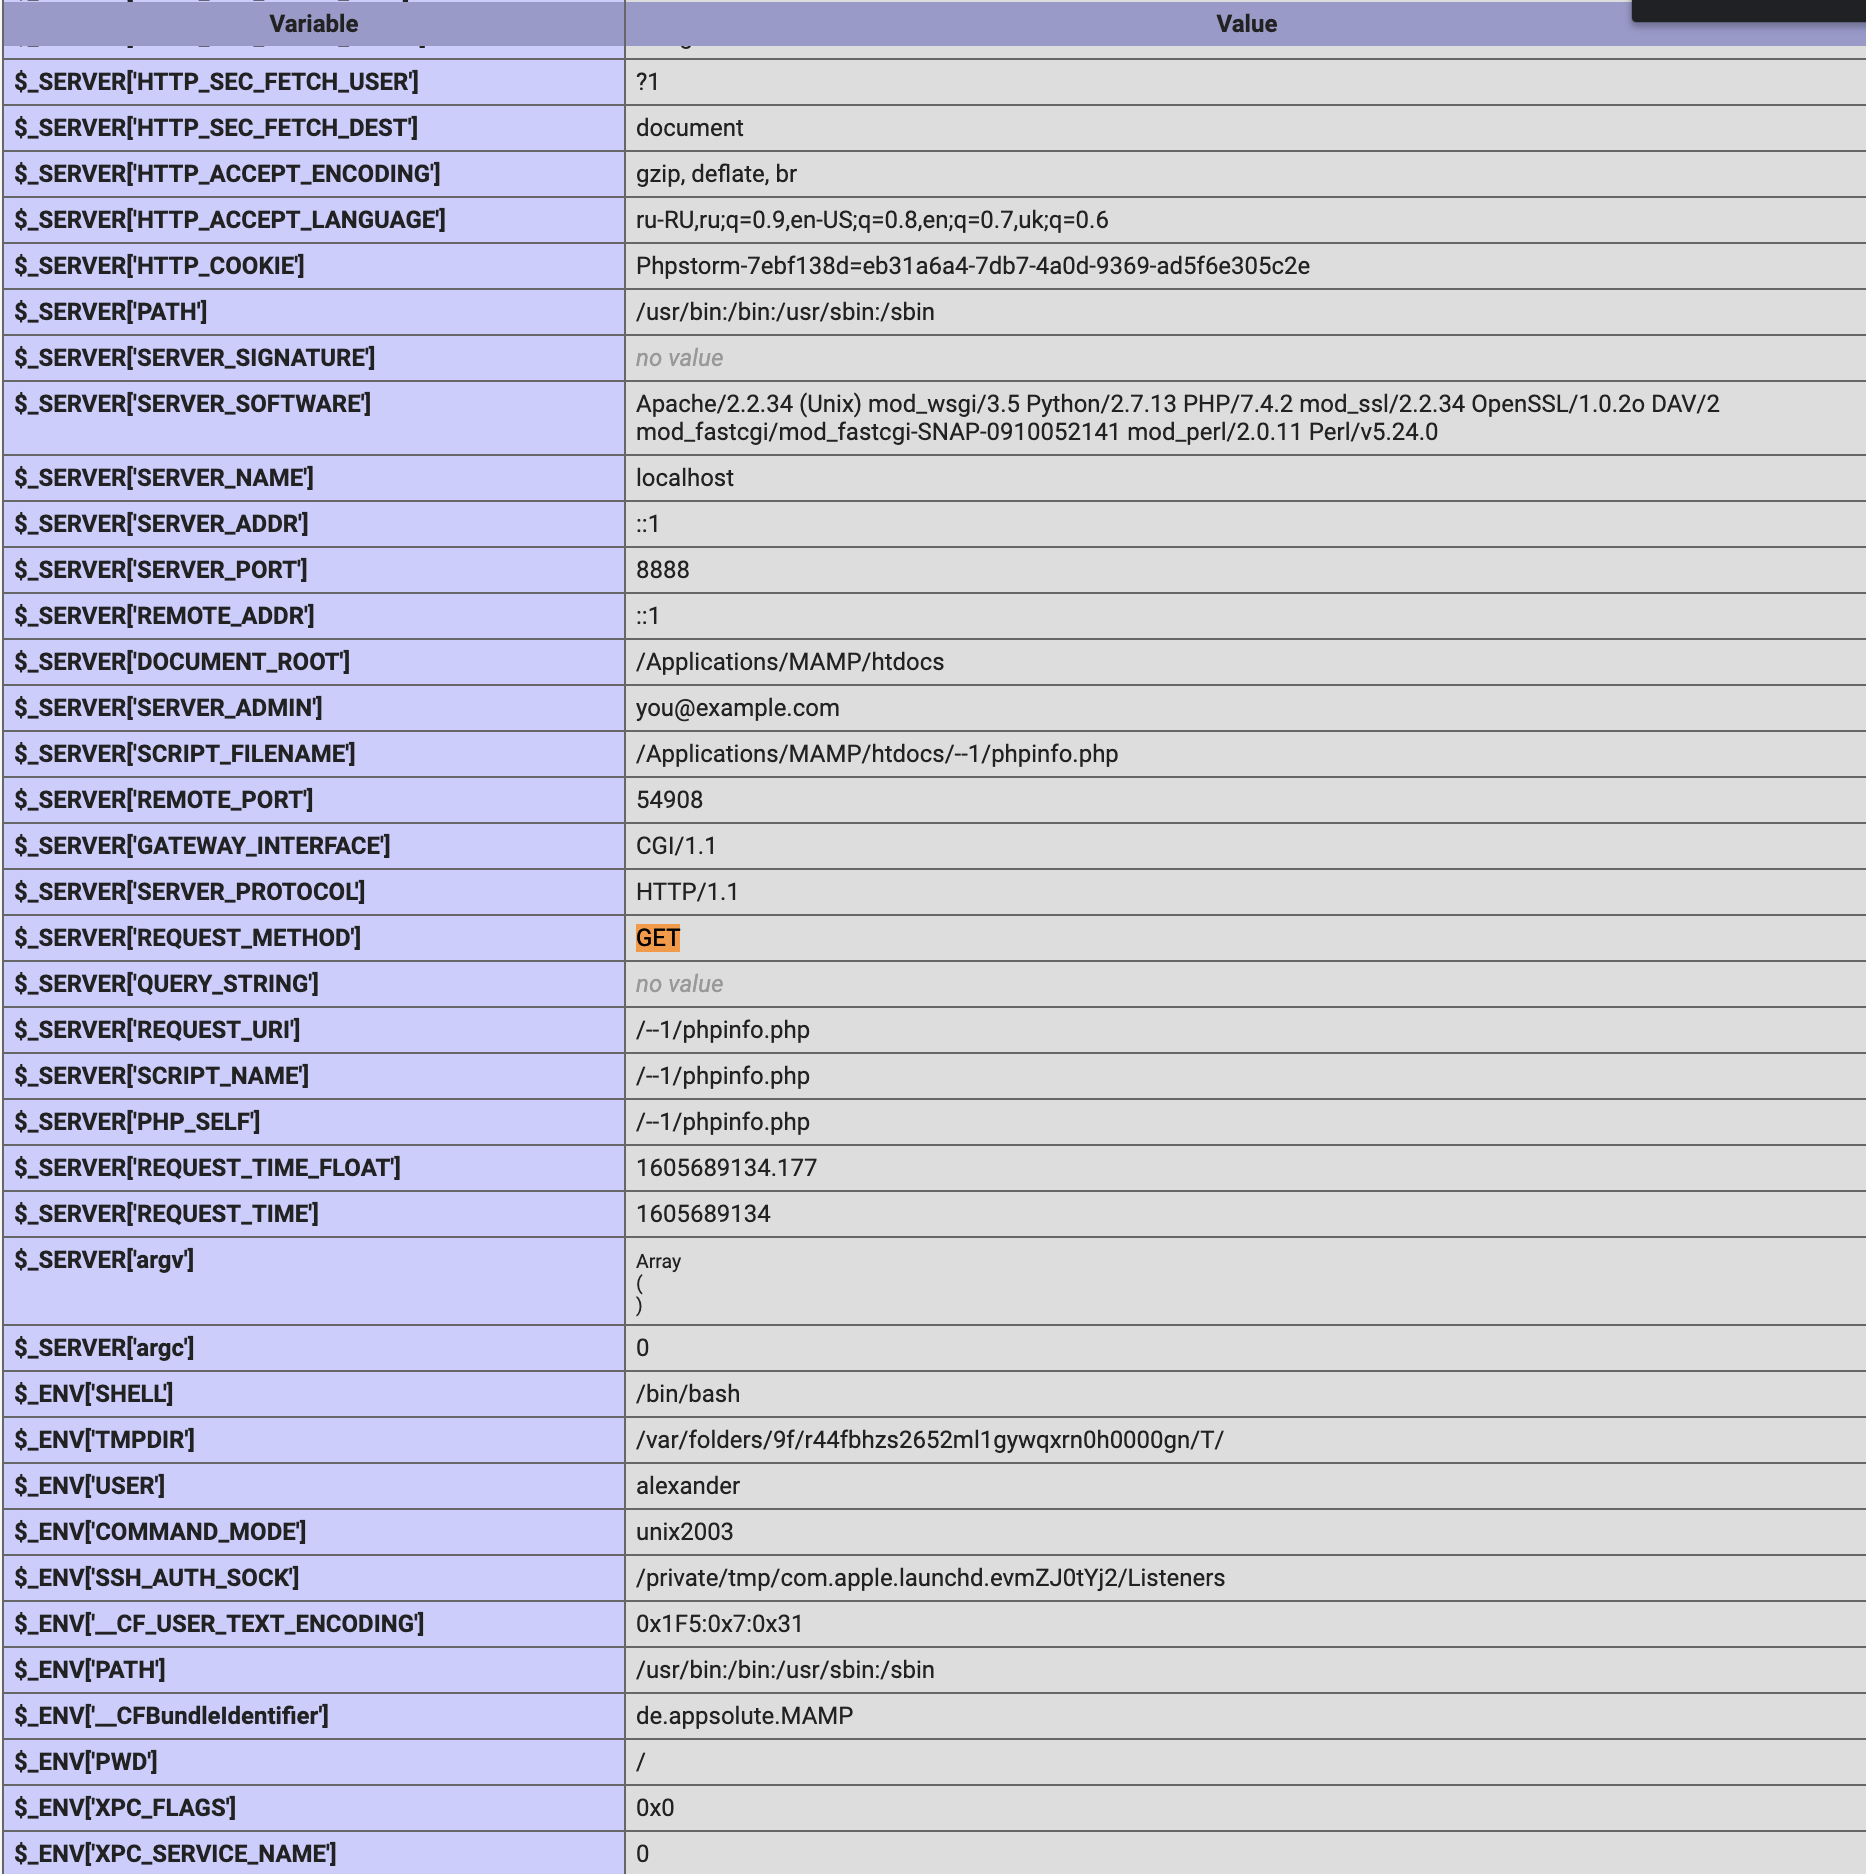 Variable Value
$_SERVER['HTTP_SEC_FETCH_USER'] ?1
$_SERVER['HTTP_SEC_FETCH_DEST'] document
$_SERVER['HTTP_ACCEPT_ENCODING'] gzip, deflate, br
$_SERVER['HTTP_ACCEPT_LANGUAGE'] ru-RU,ru;q=0.9,en-US;q=0.8,en;q=0.7,uk;q=0.6
$_SERVER['HTTP_COOKIE'] Phpstorm-7ebf138d=eb31a6a4-7db7-4a0d-9369-ad5f6e305c2e
$_SERVER['PATH'] /usr/bin:/bin:/usr/sbin:/sbin
$_SERVER['SERVER_SIGNATURE'] no value
$_SERVER['SERVER_SOFTWARE'] Apache/2.2.34 (Unix) mod_wsgi/3.5 Python/2.7.13 PHP/7.4.2 mod_ssl/2.2.34 OpenSSL/1.0.2o DAV/2
mod_fastcgi/mod_fastcgi-SNAP-0910052141 mod_perl/2.0.11 Perl/v5.24.0
$_SERVER['SERVER_NAME'] localhost
$_SERVER['SERVER_ADDR'] ::1
$_SERVER['SERVER_PORT'] 8888
$_SERVER['REMOTE_ADDR'] ::1
$_SERVER['DOCUMENT_ROOT'] /Applications/MAMP/htdocs
$_SERVER['SERVER_ADMIN'] you@example.com
$_SERVER['SCRIPT_FILENAME'] /Applications/MAMP/htdocs/--1/phpinfo.php
$_SERVER['REMOTE_PORT'] 54908
$_SERVER['GATEWAY_INTERFACE'] CGI/1.1
$_SERVER['SERVER_PROTOCOL'] HTTP/1.1
$_SERVER['REQUEST_METHOD'] GET
$_SERVER['QUERY_STRING'] no value
$_SERVER['REQUEST_URI'] /--1/phpinfo.php
$_SERVER['SCRIPT_NAME'] /--1/phpinfo.php
$_SERVER['PHP_SELF'] /--1/phpinfo.php
$_SERVER['REQUEST_TIME_FLOAT'] 1605689134.177
$_SERVER['REQUEST_TIME'] 1605689134
$_SERVER['argv'] Array
(
)
$_SERVER['argc'] 0
$_ENV['SHELL'] /bin/bash
$_ENV['TMPDIR'] /var/folders/9f/r44fbhzs2652ml1gywqxrn0h0000gn/T/
$_ENV['USER'] alexander
$_ENV['COMMAND_MODE'] unix2003
$_ENV['SSH_AUTH_SOCK'] /private/tmp/com.apple.launchd.evmZJ0tYj2/Listeners
$_ENV['__CF_USER_TEXT_ENCODING'] 0x1F5:0x7:0x31
$_ENV['PATH'] /usr/bin:/bin:/usr/sbin:/sbin
$_ENV['__CFBundleIdentifier'] de.appsolute.MAMP
$_ENV['PWD'] /
$_ENV['XPC_FLAGS'] 0x0
$_ENV['XPC_SERVICE_NAME'] 0